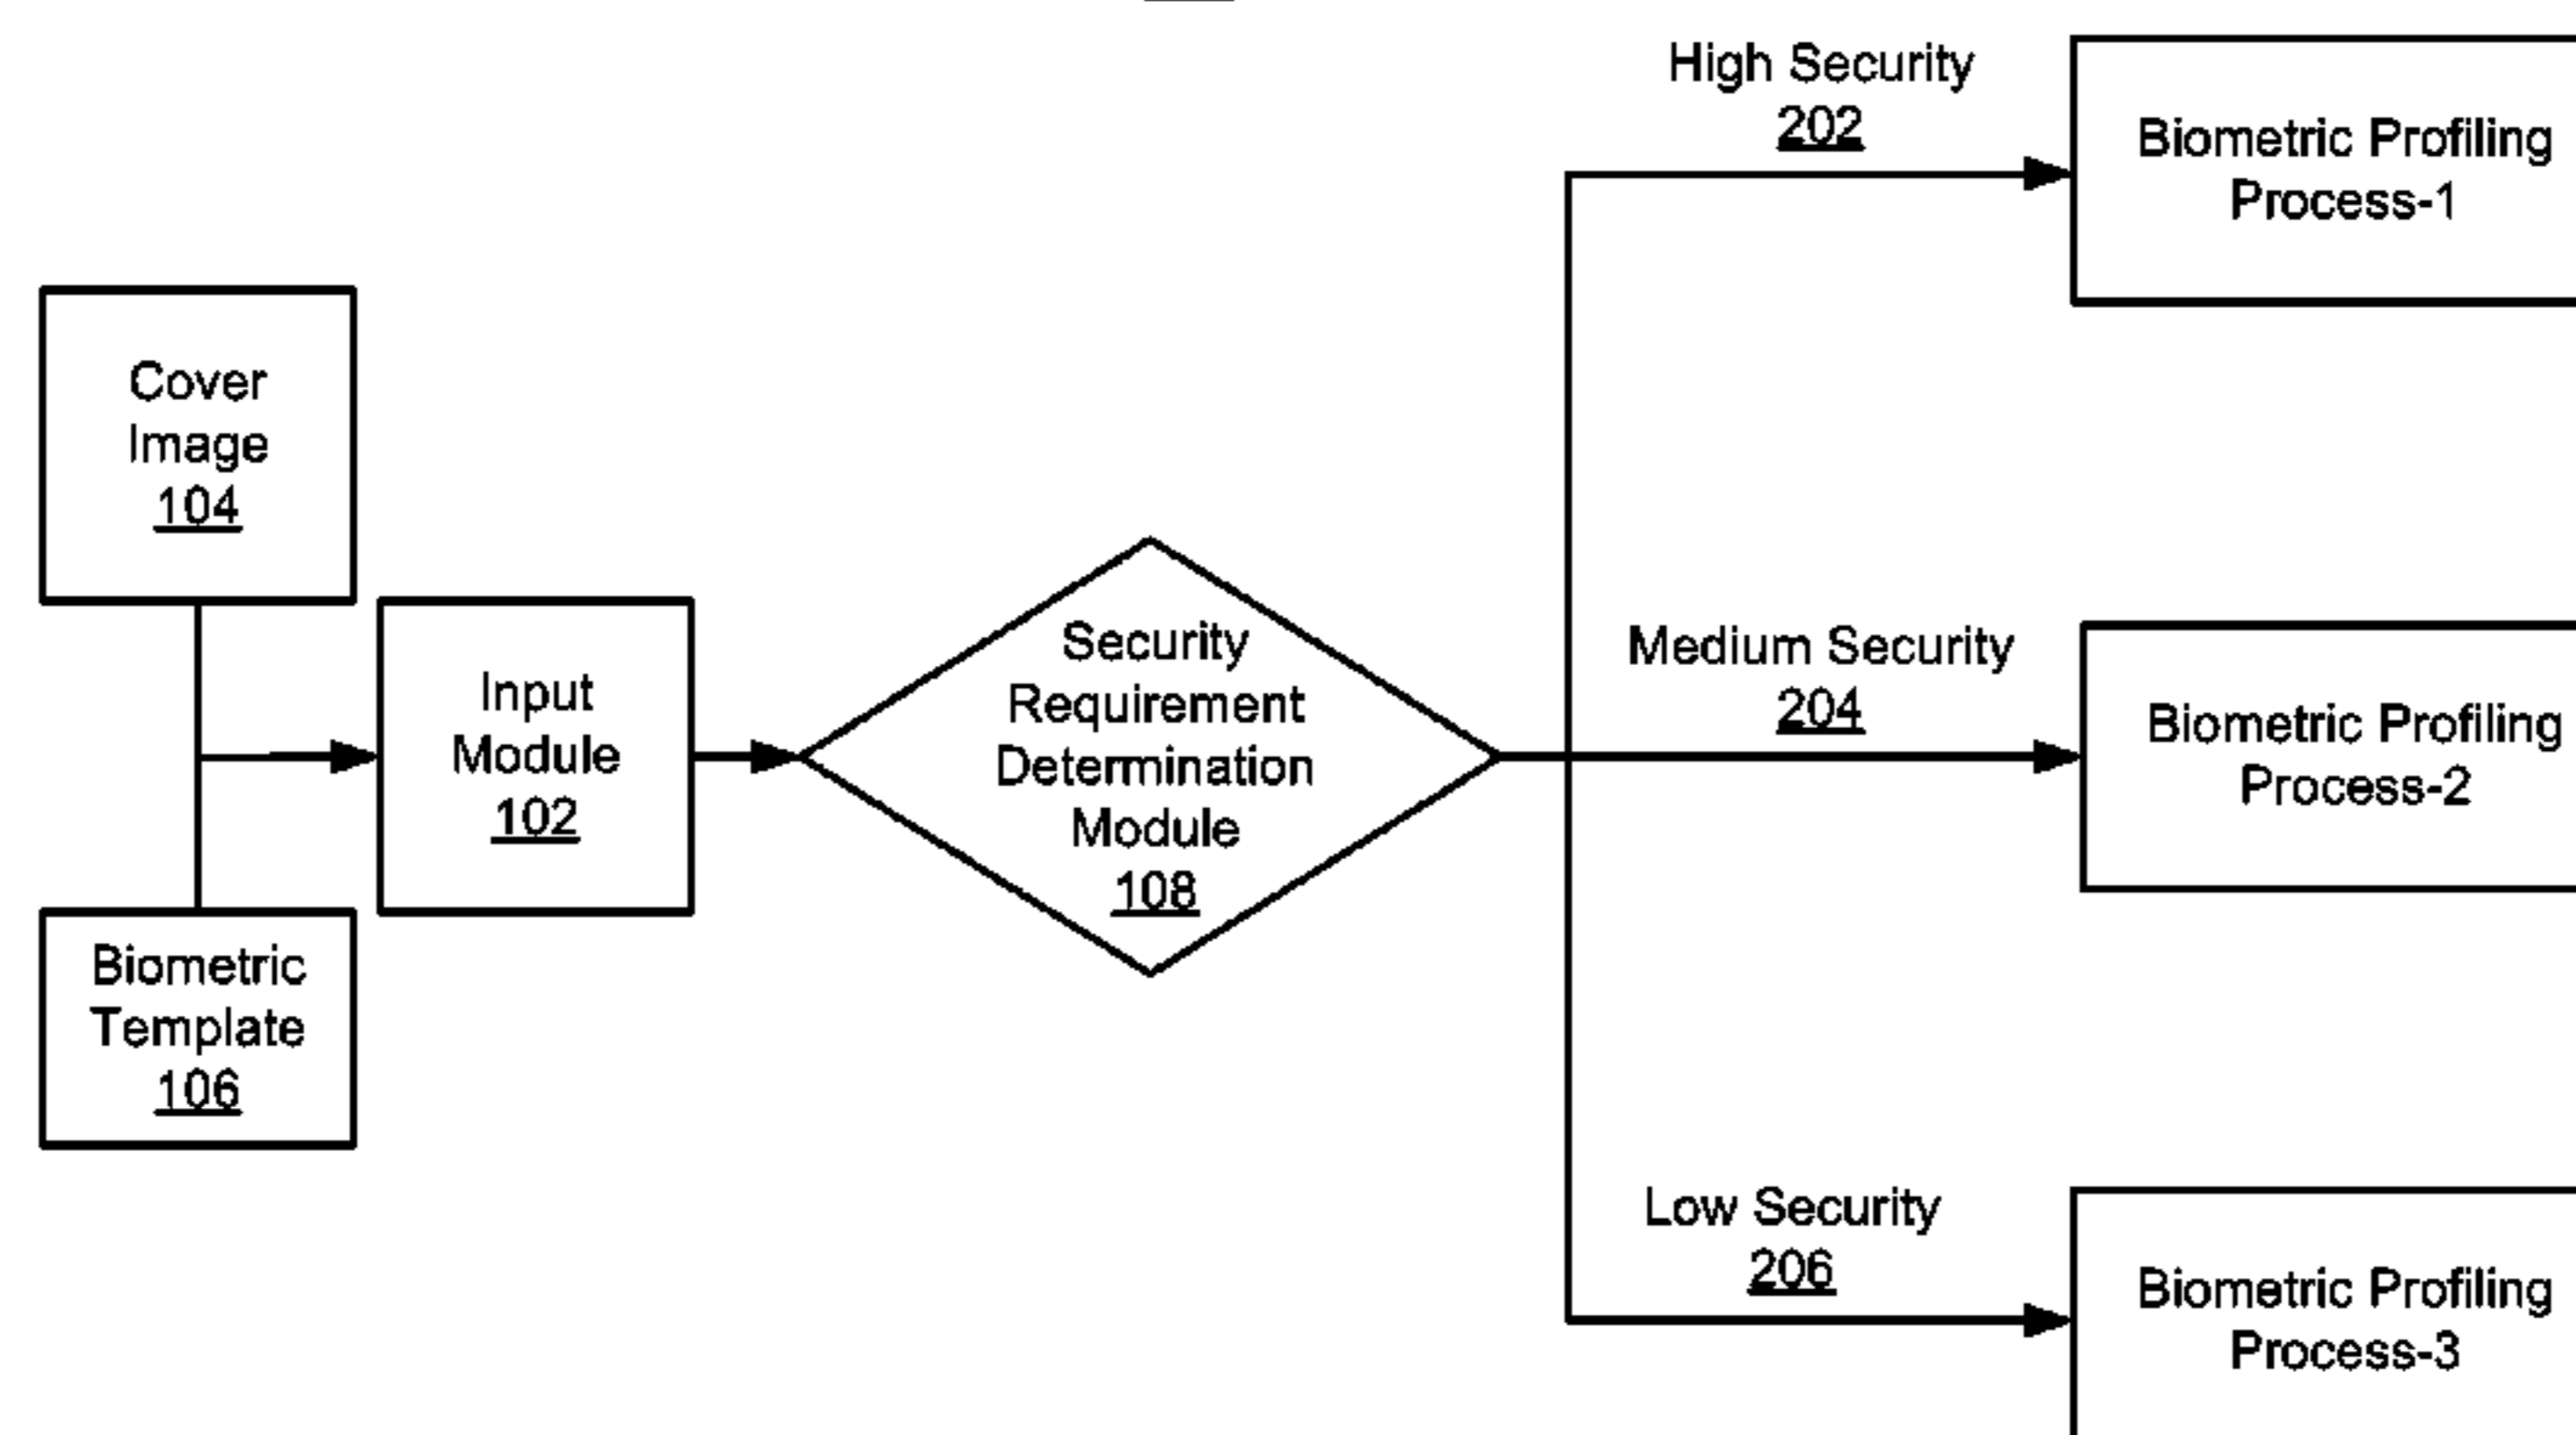 Cover
Image
104
Biometric
Template
106
Input
Module
102
Security
Requirement
Determination
Module
108
High Security
202
Biometric Profiling
Process-1
Medium Security
204
Biometric Profiling
Process-2
Low Security
206
Biometric Profiling
Process-3